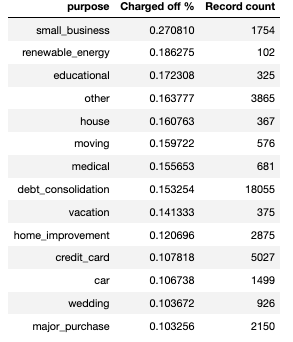 purpose Charged off % Record count
small_business 0.270810 1754
renewable_energy 0.186275 102
educational 0.172308 325
other 0.163777 3865
house 0.160763 367
moving 0.159722 576
medical 0.155653 681
debt_consolidation 0.153254 18055
vacation 0.141333 375
home_improvement 0.120696 2875
credit_card 0.107818 5027
car 0.106738 1499
wedding 0.103672 926
major_purchase 0.103256 2150